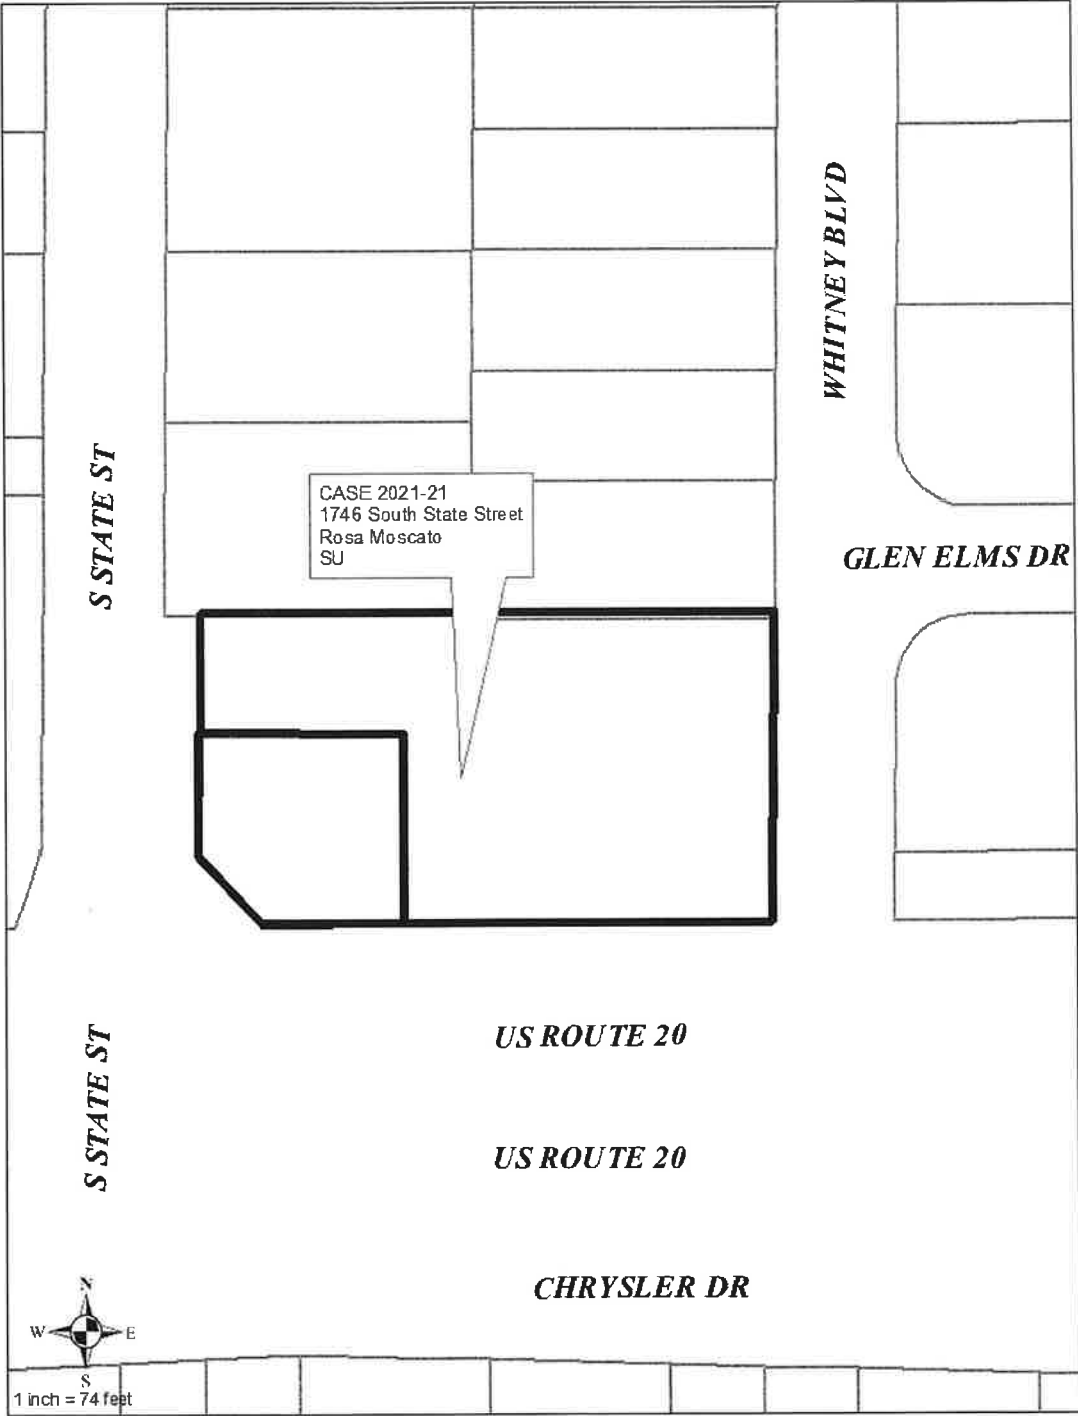 WHITNEY BLVD
S STATE ST
CASE 2021-21
1746 South State Street
Rosa Moscato
SU
GLEN ELMS DR
S STATE ST
US ROUTE 20
US ROUTE 20
CHRYSLER DR
N
W E
S
1 inch = 74 feet